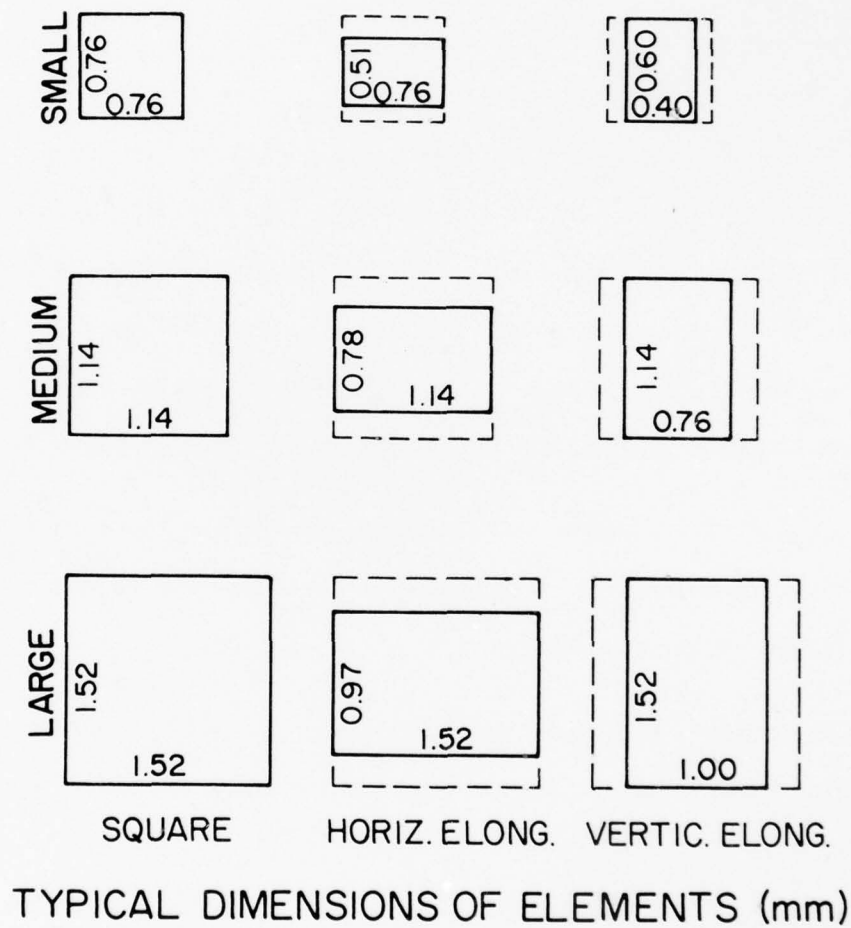 SMALL
0.76
0.76
0.51
0.76
0.60
0.40
MEDIUM
1.14
1.14
0.78
1.14
1.14
0.76
LARGE
1.52
1.52
0.97
1.52
1.52
1.00
SQUARE
HORIZ. ELONG.
VERTIC. ELONG.
TYPICAL DIMENSIONS OF ELEMENTS (mm)